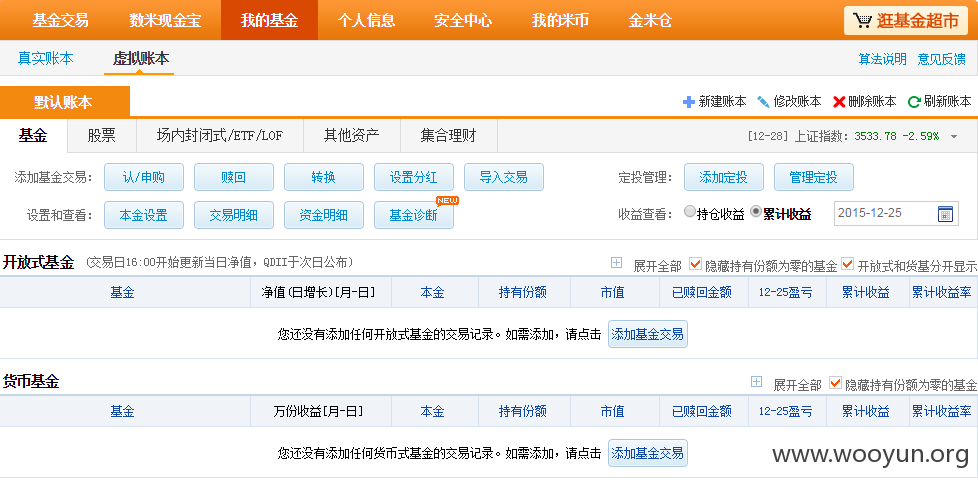 基金交易 数米现金宝 我的基金 个人信息 安全中心 我的米币 金米仓 逛基金超市
真实账本 虚拟账本 算法说明 意见反馈
默认账本 新建账本 修改账本 删除账本 刷新账本
基金 股票 场内封闭式/ETF/LOF 其他资产 集合理财 [12-28] 上证指数: 3533.78 -2.59%
添加基金交易: 认/申购 赎回 转换 设置分红 导入交易 定投管理: 添加定投 管理定投
设置和查看: 本金设置 交易明细 资金明细 基金诊断 NEW 收益查看: 持仓收益 累计收益 2015-12-25
开放式基金 (交易日16:00开始更新当日净值，QDII于次日公布) 展开全部 隐藏持有份额为零的基金 开放式和货基分开显示
基金 净值(日增长)[月-日] 本金 持有份额 市值 已赎回金额 12-25盈亏 累计收益 累计收益率
您还没有添加任何开放式基金的交易记录。如需添加，请点击 添加基金交易
货币基金 展开全部 隐藏持有份额为零的基金
基金 万份收益[月-日] 本金 持有份额 市值 已赎回金额 12-25盈亏 累计收益 累计收益率
您还没有添加任何货币式基金的交易记录。如需添加，请点击 添加基金交易
www.wooyun.org